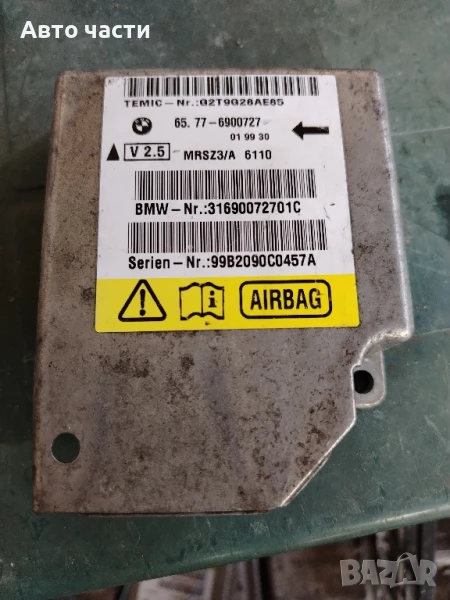 Авто части
TEMIC-Nr.:G2T9G28AE85
65. 77-6900727
01 99 30
V 2.5 MRSZ3/A 6110
BMW-Nr.:31690072701C
Serien-Nr.:99B2090C0457A
AIRBAG
BAZAR